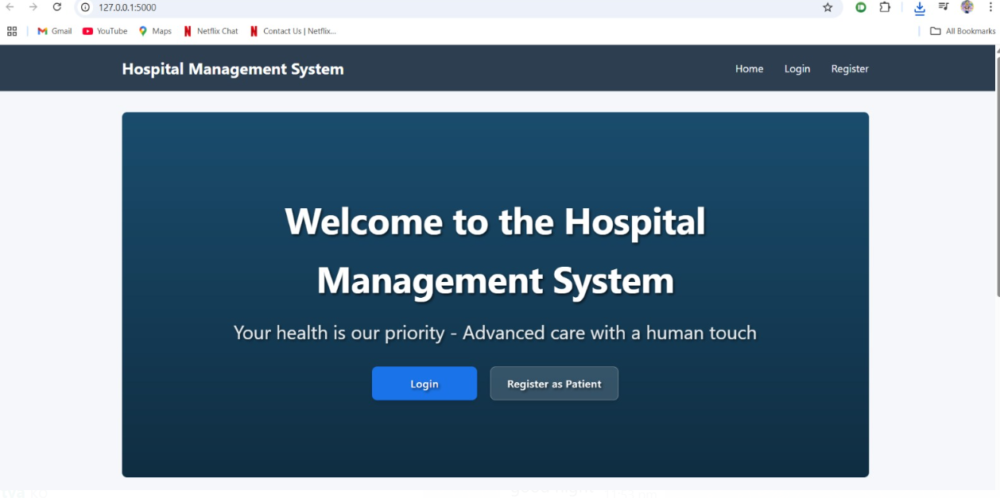 127.0.0.1:5000
Gmail YouTube Maps Netflix Chat Contact Us | Netflix... All Bookmarks
Hospital Management System Home Login Register
Welcome to the Hospital
Management System
Your health is our priority - Advanced care with a human touch
Login Register as Patient